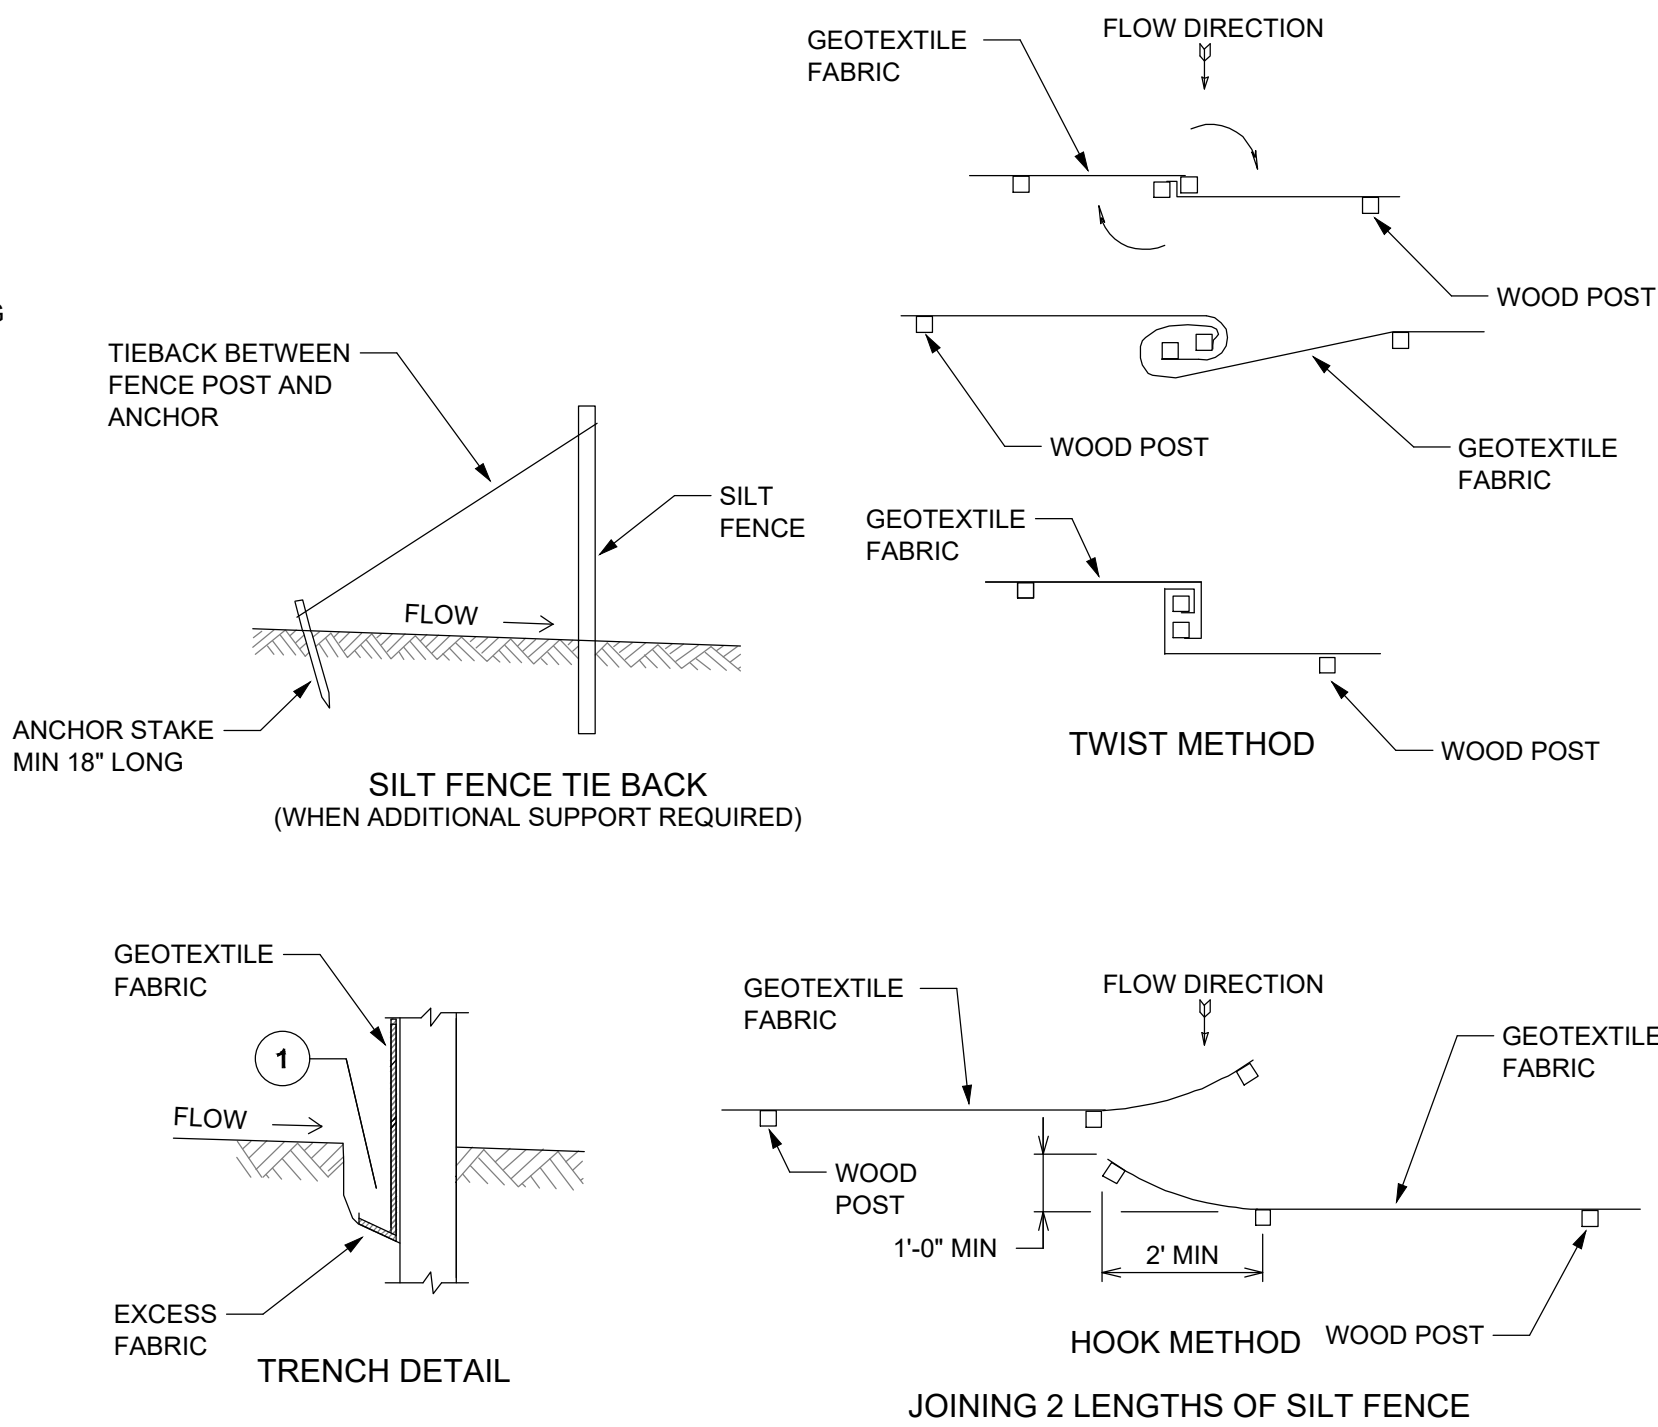 GEOTEXTILE
FABRIC
FLOW DIRECTION
WOOD POST
WOOD POST
GEOTEXTILE
FABRIC
GEOTEXTILE
FABRIC
WOOD POST
TWIST METHOD
G
TIEBACK BETWEEN
FENCE POST AND
ANCHOR
SILT
FENCE
FLOW
ANCHOR STAKE
MIN 18" LONG
SILT FENCE TIE BACK
(WHEN ADDITIONAL SUPPORT REQUIRED)
GEOTEXTILE
FABRIC
1
FLOW
EXCESS
FABRIC
TRENCH DETAIL
GEOTEXTILE
FABRIC
FLOW DIRECTION
GEOTEXTILE
FABRIC
WOOD
POST
1'-0" MIN
2' MIN
WOOD POST
HOOK METHOD
JOINING 2 LENGTHS OF SILT FENCE